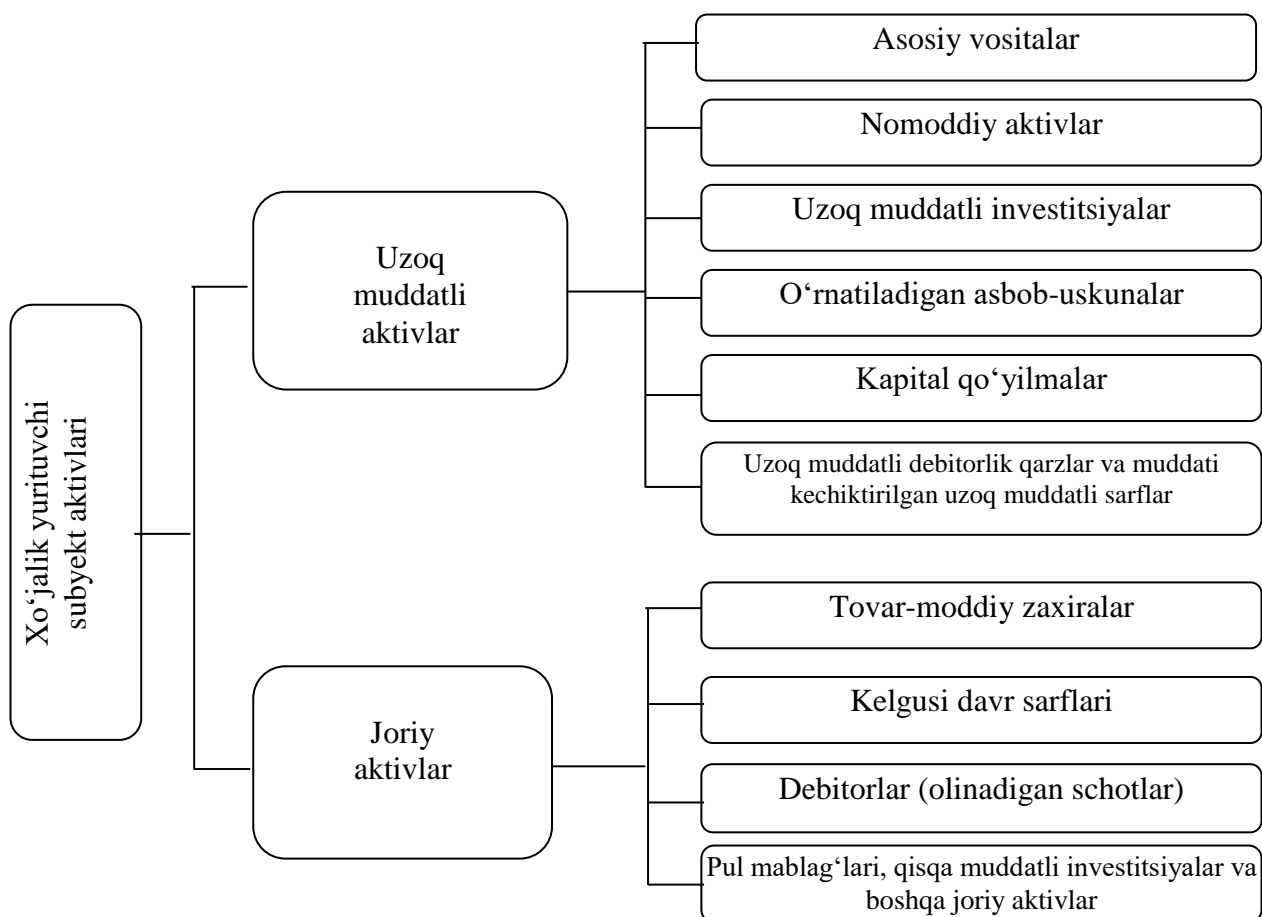 Xo‘jalik yurituvchi
subyekt aktivlari
Uzoq
muddatli
aktivlar
Asosiy vositalar
Nomoddiy aktivlar
Uzoq muddatli investitsiyalar
O‘rnatiladigan asbob-uskunalar
Kapital qo‘yilmalar
Uzoq muddatli debitorlik qarzlar va muddati
kechiktirilgan uzoq muddatli sarflar
Joriy
aktivlar
Tovar-moddiy zaxiralar
Kelgusi davr sarflari
Debitorlar (olinadigan schotlar)
Pul mablag‘lari, qisqa muddatli investitsiyalar va
boshqa joriy aktivlar